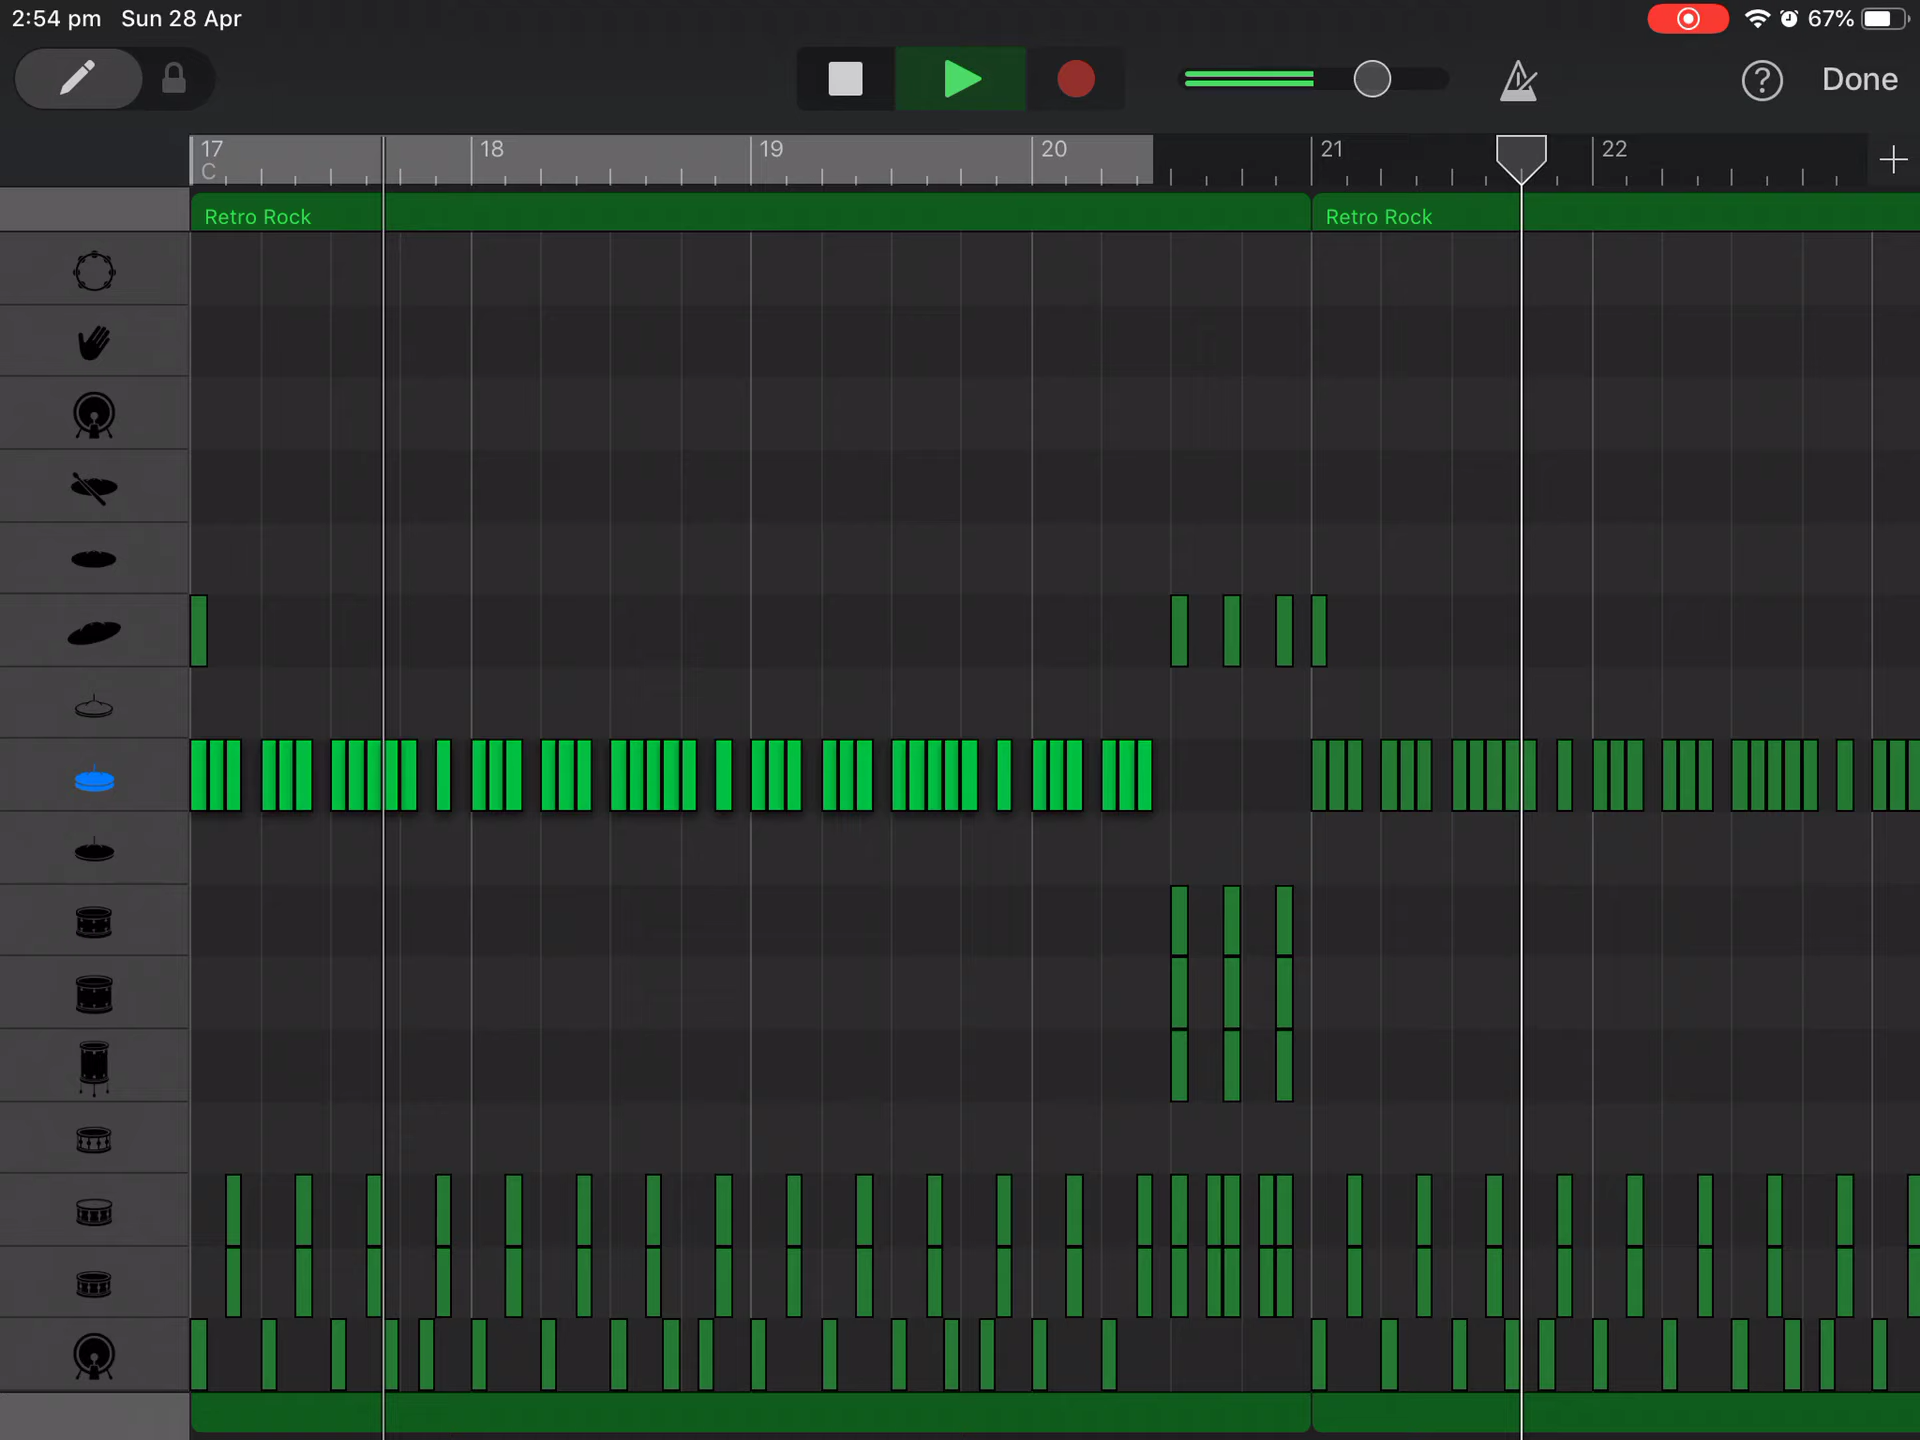 2:54 pm Sun 28 Apr 67%
? Done
17 18 19 20 21 22
C
Retro Rock Retro Rock